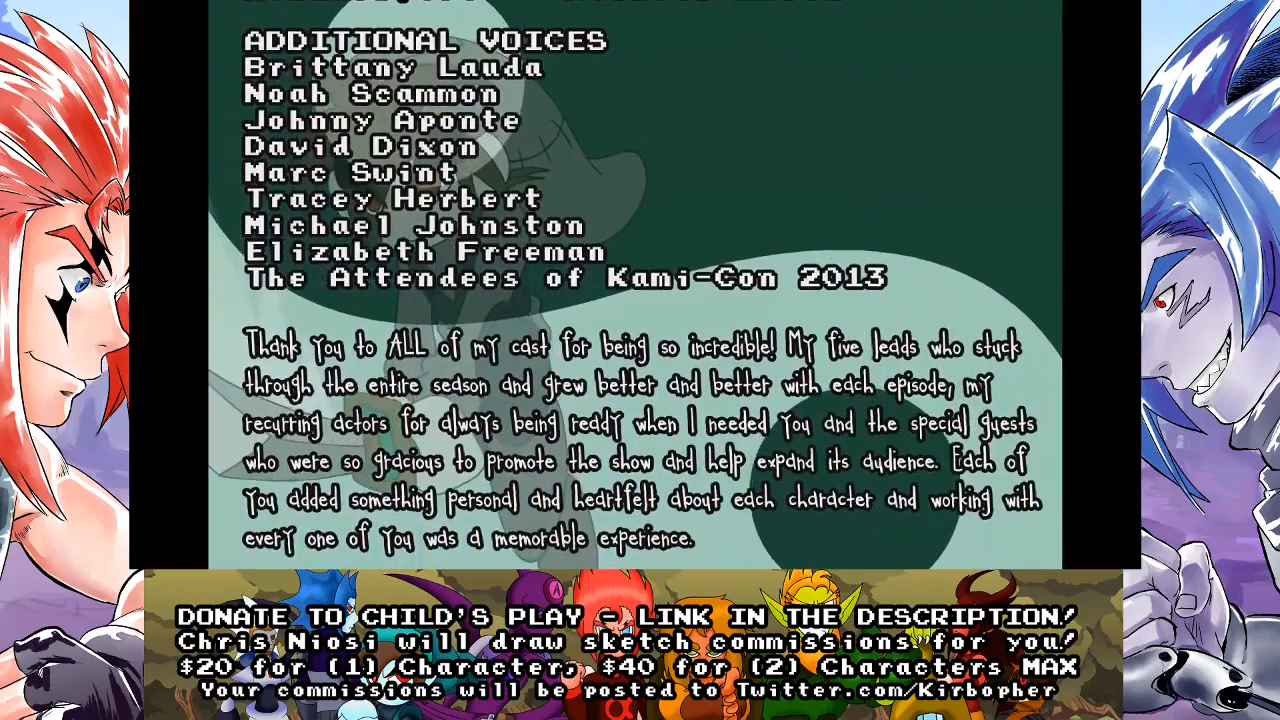 ADDITIONAL VOICES
Brittany Lauda
Noah Scammon
Johnny Aponte
David Dixon
Marc Swint
Tracey Herbert
Michael Johnston
Elizabeth Freeman
The Attendees of Kami-Con 2013
Thank you to ALL of my cast for being so incredible! My five leads who stuck
through the entire season and grew better and better with each episode, my
recurring actors for always being ready when I needed you and the special guests
who were so gracious to promote the show and help expand its audience. Each of
you added something personal and heartfelt about each character and working with
every one of you was a memorable experience.
DONATE TO CHILD'S PLAY - LINK IN THE DESCRIPTION!
Chris Niosi will draw sketch commissions for you!
$20 for (1) Character, $40 for (2) Characters MAX
Your commissions will be posted to Twitter.com/Kirbopher